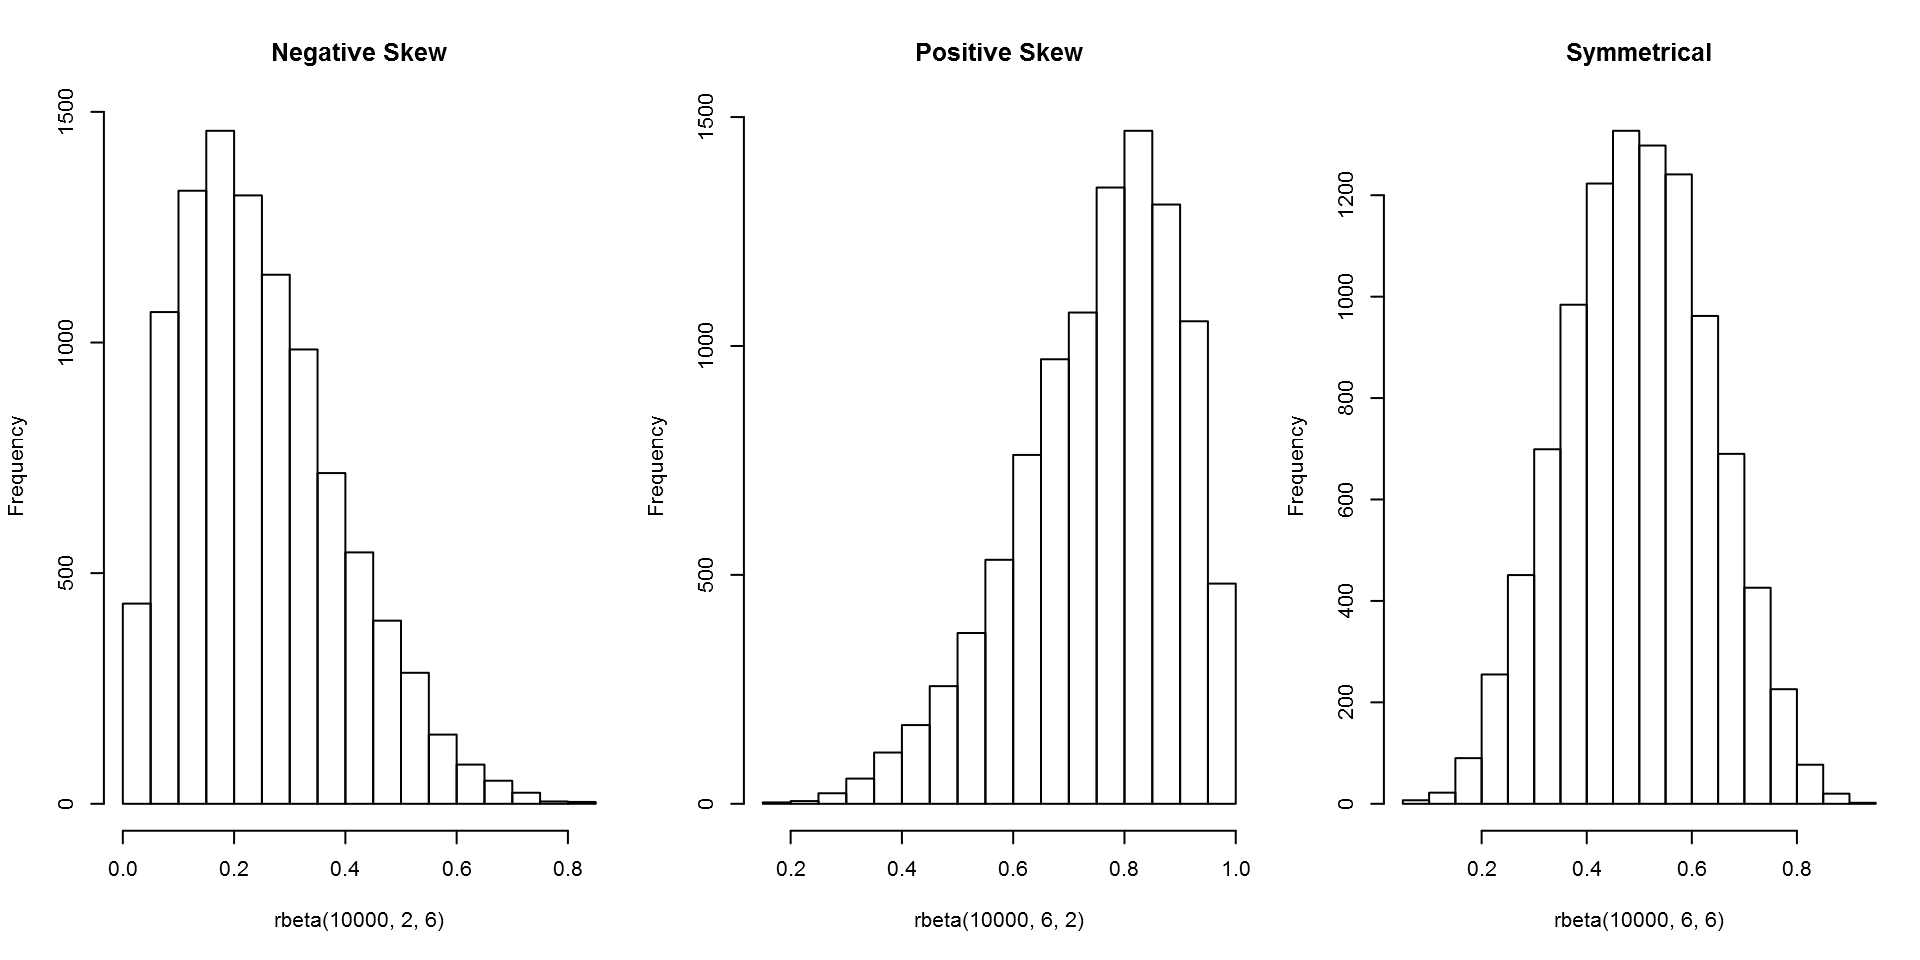 Negative Skew
Frequency
0 500 1000 1500
0.0 0.2 0.4 0.6 0.8
rbeta(10000, 2, 6)
Positive Skew
Frequency
0 500 1000 1500
0.2 0.4 0.6 0.8 1.0
rbeta(10000, 6, 2)
Symmetrical
Frequency
0 200 400 600 800 1000 1200
0.2 0.4 0.6 0.8
rbeta(10000, 6, 6)